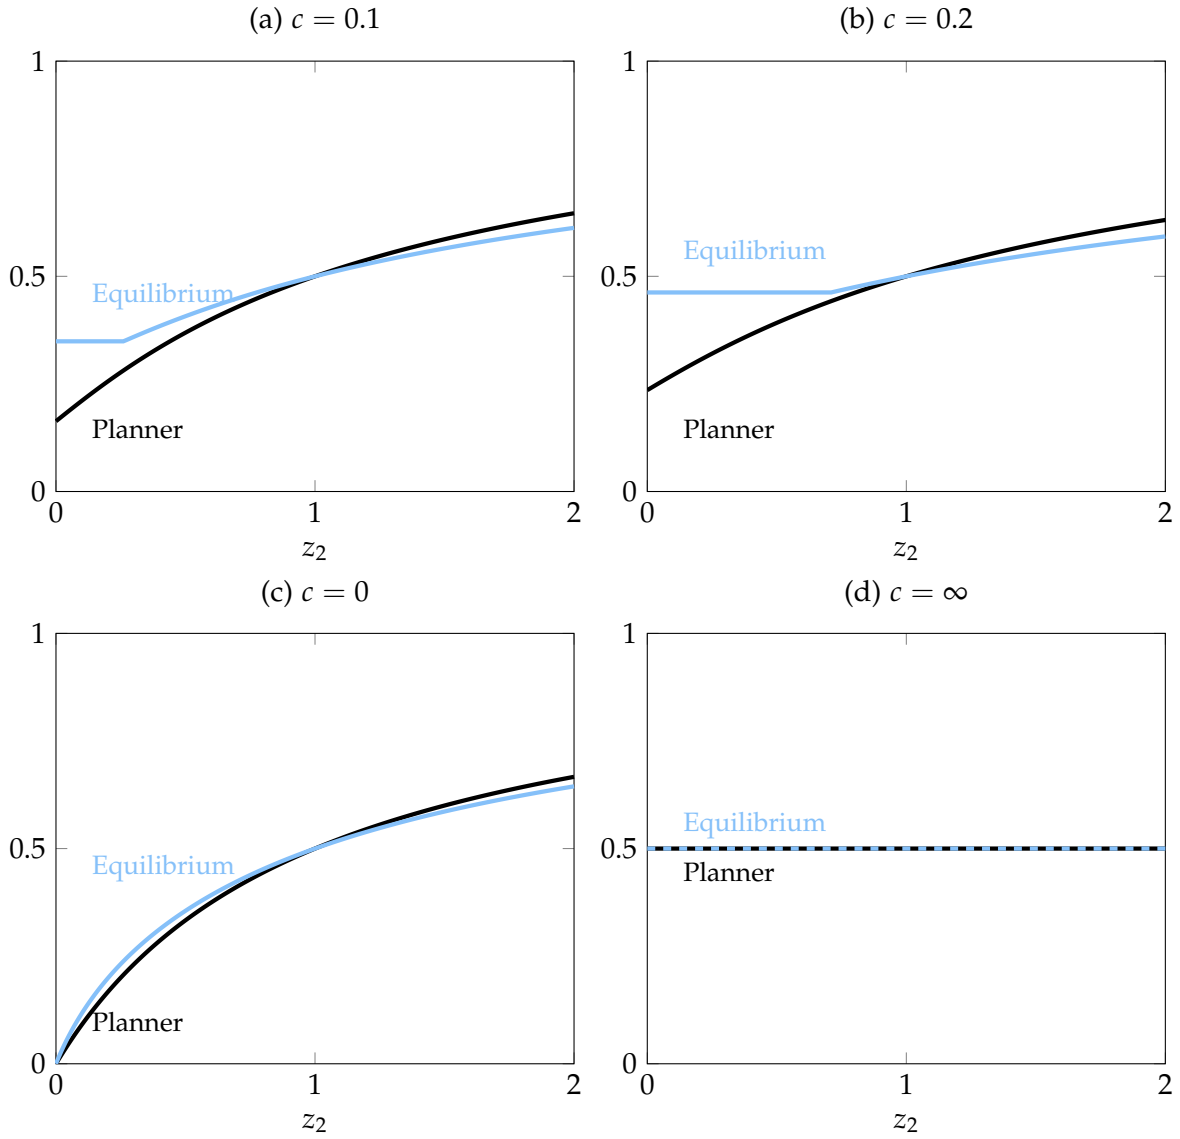 (a) c = 0.1
1
0.5
0
Equilibrium
Planner
0
1
2
z₂
(b) c = 0.2
1
0.5
0
Equilibrium
Planner
0
1
2
z₂
(c) c = 0
1
0.5
0
Equilibrium
Planner
0
1
2
z₂
(d) c = ∞
1
0.5
0
Equilibrium
Planner
0
1
2
z₂